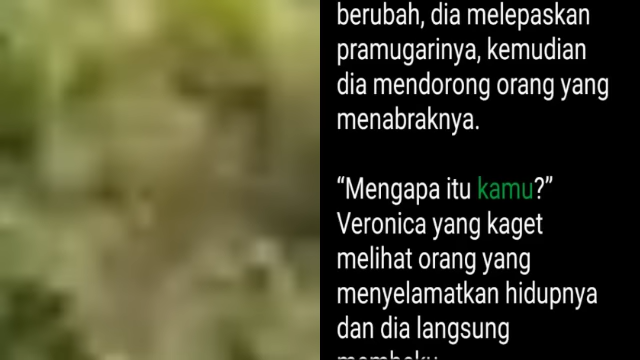 berubah, dia melepaskan
pramugarinya, kemudian
dia mendorong orang yang
menabraknya.
“Mengapa itu kamu?”
Veronica yang kaget
melihat orang yang
menyelamatkan hidupnya
dan dia langsung